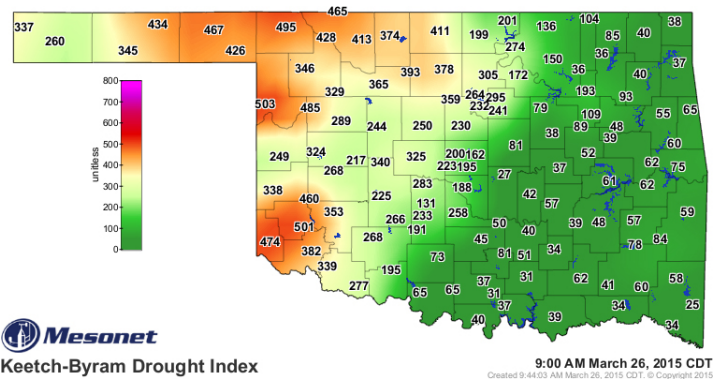 465
337 434 467 495 411 201 136 104 38
260 345 426 428 413 374 199 274 85 40
346 393 378 305 172 150 36 36 40 37
329 365 264 295 193 93
503 485 359 232 241 79 109 55 65
289 244 250 230 38 89 48 39 60
249 324 217 340 325 200 162 81 52 62 75
268 223 195 27 37 61 62
338 460 225 283 188 42 57 59
353 131 258 39 48 57
501 266 233 50 40 78 84
474 382 268 191 45 81 51 34
339 195 73 31 62 41 60 58
277 65 65 37 31 37 34 25
40 39 34
800
700
600
500
400
300
200
100
0
unitless
Mesonet
Keetch-Byram Drought Index
9:00 AM March 26, 2015 CDT
Created 9:44:03 AM March 26, 2015 CDT. © Copyright 2015